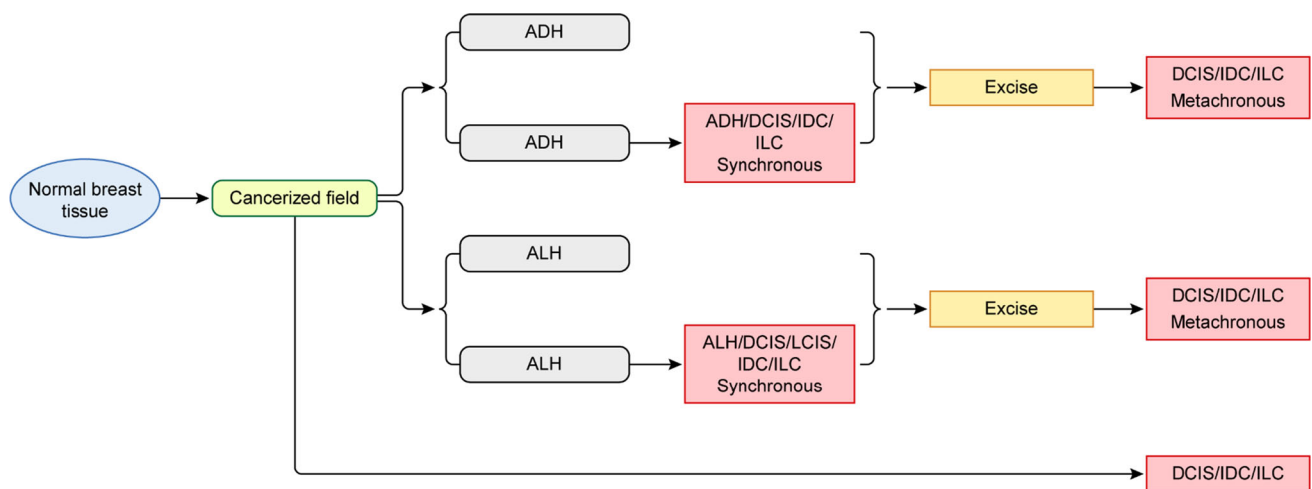 ADH
ADH
ADH/DCIS/IDC/
ILC
Synchronous
Excise
DCIS/IDC/ILC
Metachronous
Normal breast
tissue
Cancerized field
ALH
ALH
ALH/DCIS/LCIS/
IDC/ILC
Synchronous
Excise
DCIS/IDC/ILC
Metachronous
DCIS/IDC/ILC